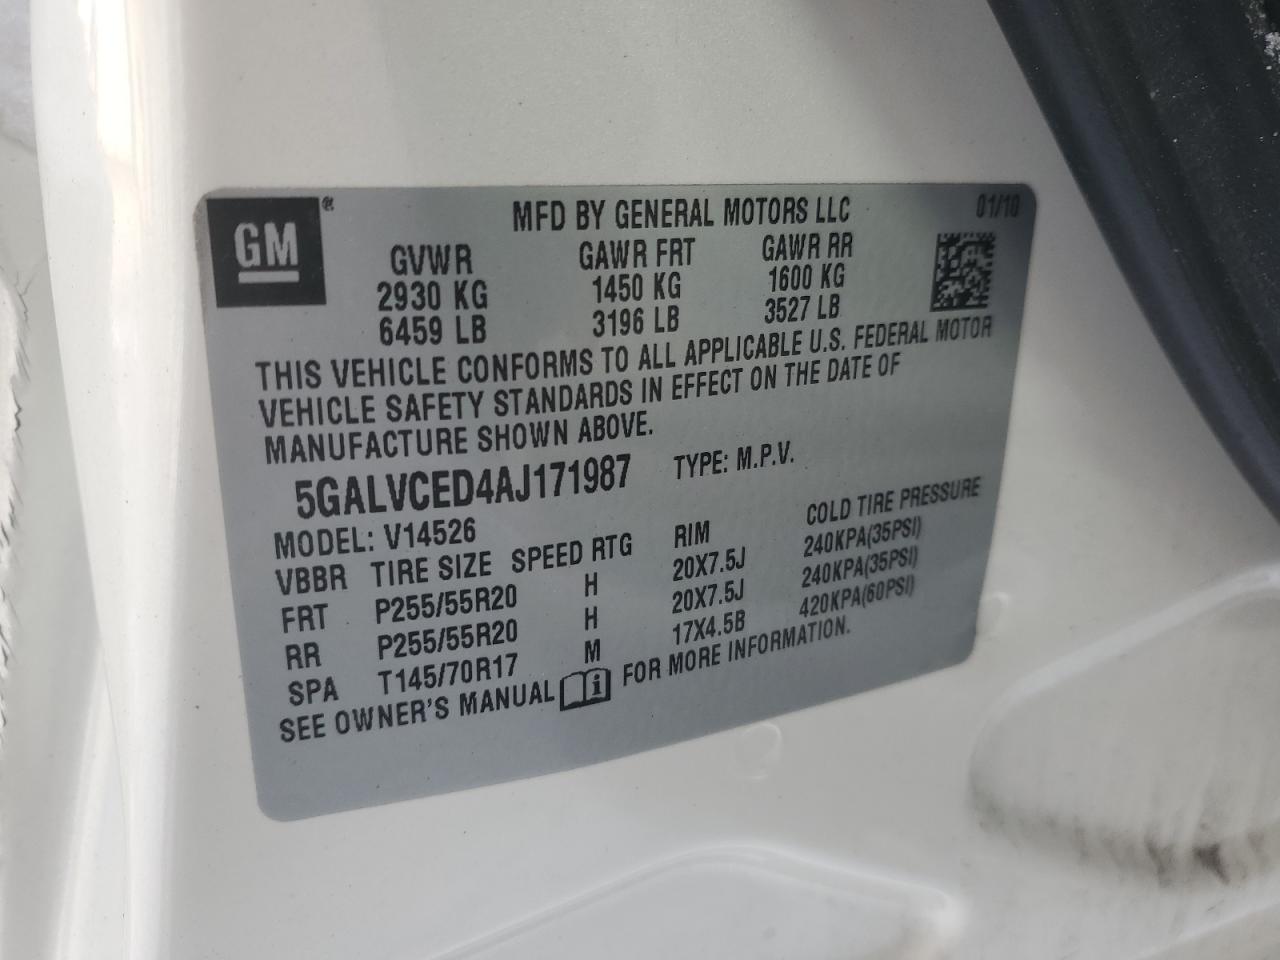 GM®
MFD BY GENERAL MOTORS LLC 01/10
GVWR GAWR FRT GAWR RR
2930 KG 1450 KG 1600 KG
6459 LB 3196 LB 3527 LB
THIS VEHICLE CONFORMS TO ALL APPLICABLE U.S. FEDERAL MOTOR
VEHICLE SAFETY STANDARDS IN EFFECT ON THE DATE OF
MANUFACTURE SHOWN ABOVE.
5GALVCED4AJ171987 TYPE: M.P.V.
MODEL: V14526
VBBR TIRE SIZE SPEED RTG RIM COLD TIRE PRESSURE
FRT P255/55R20 H 20X7.5J 240KPA(35PSI)
RR P255/55R20 H 20X7.5J 240KPA(35PSI)
SPA T145/70R17 M 17X4.5B 420KPA(60PSI)
SEE OWNER'S MANUAL i FOR MORE INFORMATION.